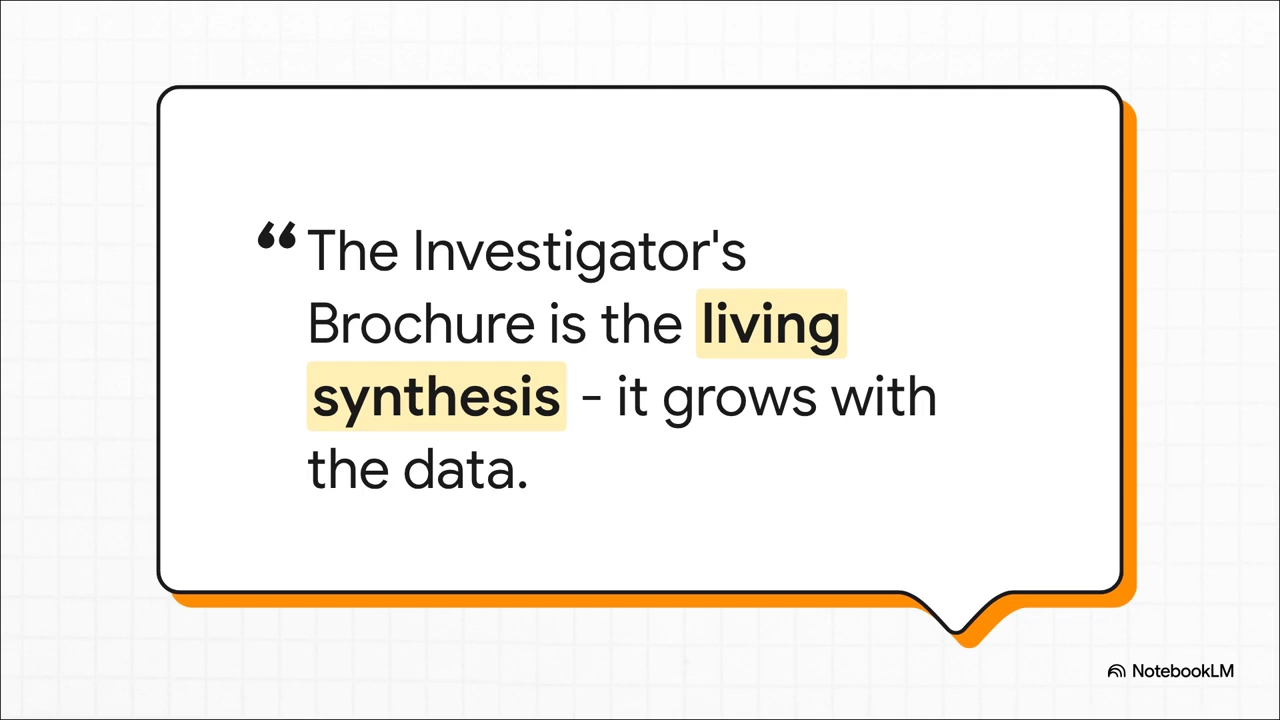 “The Investigator's
Brochure is the living
synthesis - it grows with
the data.
NotebookLM